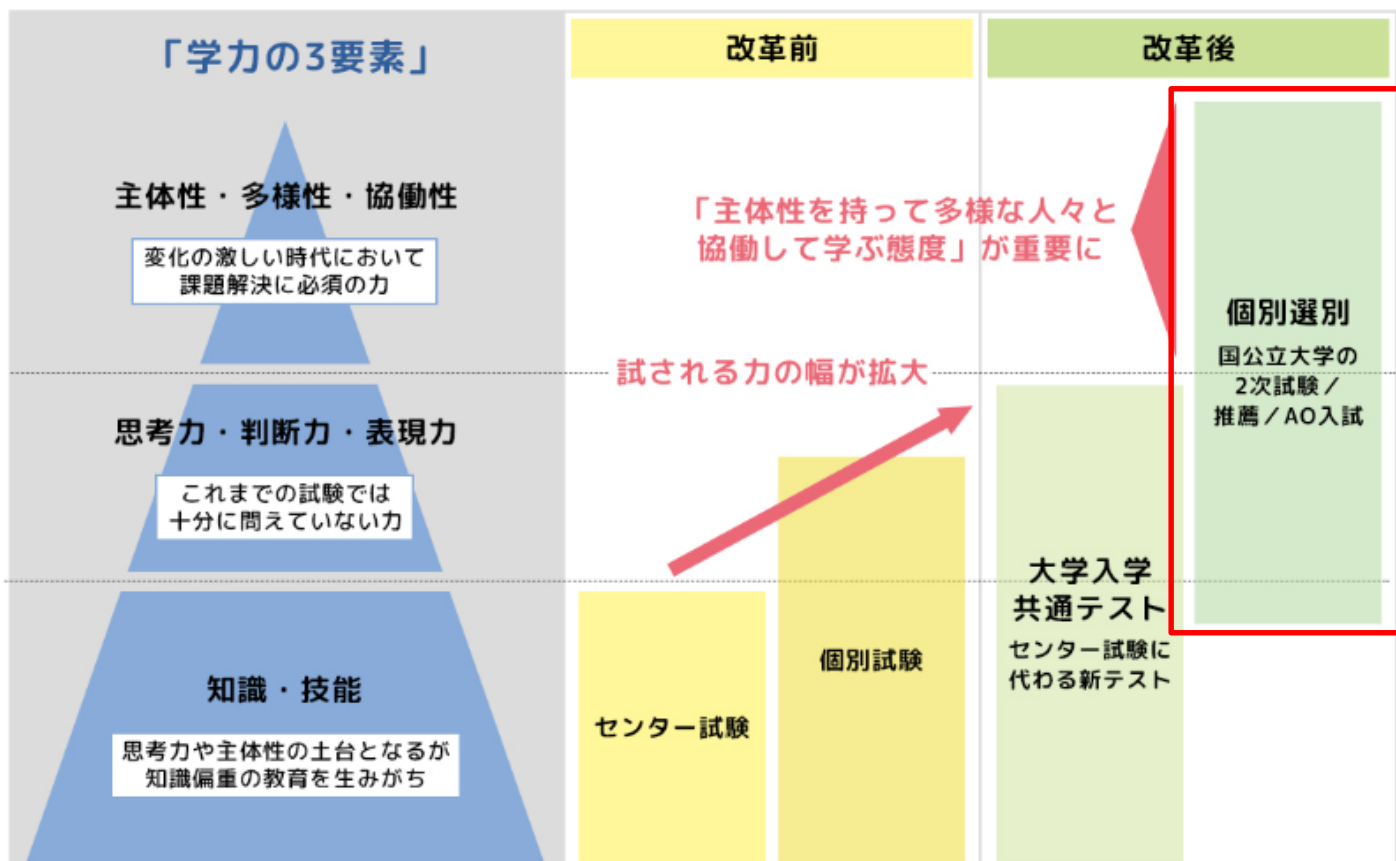 「学力の3要素」
主体性・多様性・協働性
変化の激しい時代において
課題解決に必須の力
思考力・判断力・表現力
これまでの試験では
十分に問えていない力
知識・技能
思考力や主体性の土台となるが
知識偏重の教育を生みがち
改革前
改革後
「主体性を持って多様な人々と
協働して学ぶ態度」が重要に
試される力の幅が拡大
センター試験
個別試験
大学入学
共通テスト
センター試験に
代わる新テスト
個別選別
国公立大学の
2次試験／
推薦／AO入試